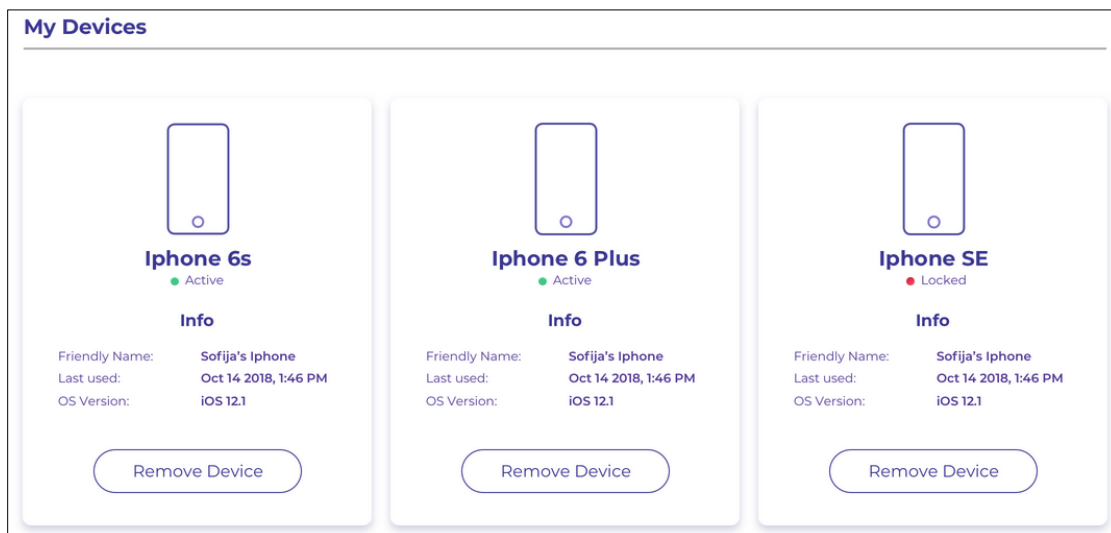 My Devices
Iphone 6s
Active
Info
Friendly Name: Sofija’s Iphone
Last used: Oct 14 2018, 1:46 PM
OS Version: iOS 12.1
Remove Device
Iphone 6 Plus
Active
Info
Friendly Name: Sofija’s Iphone
Last used: Oct 14 2018, 1:46 PM
OS Version: iOS 12.1
Remove Device
Iphone SE
Locked
Info
Friendly Name: Sofija’s Iphone
Last used: Oct 14 2018, 1:46 PM
OS Version: iOS 12.1
Remove Device